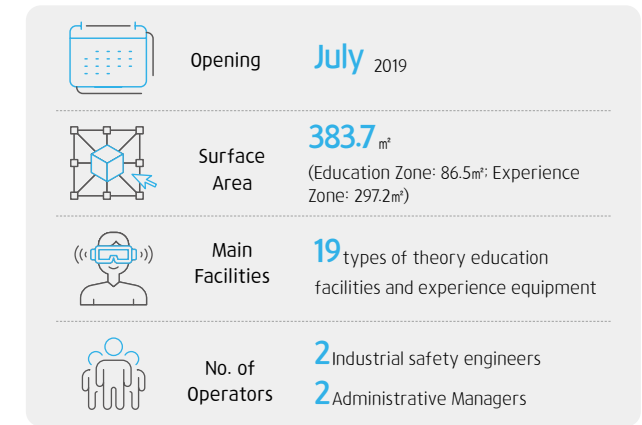 Opening
July 2019
Surface
Area
383.7㎡
(Education Zone: 86.5㎡; Experience
Zone: 297.2㎡)
Main
Facilities
19 types of theory education
facilities and experience equipment
No. of
Operators
2 Industrial safety engineers
2 Administrative Managers